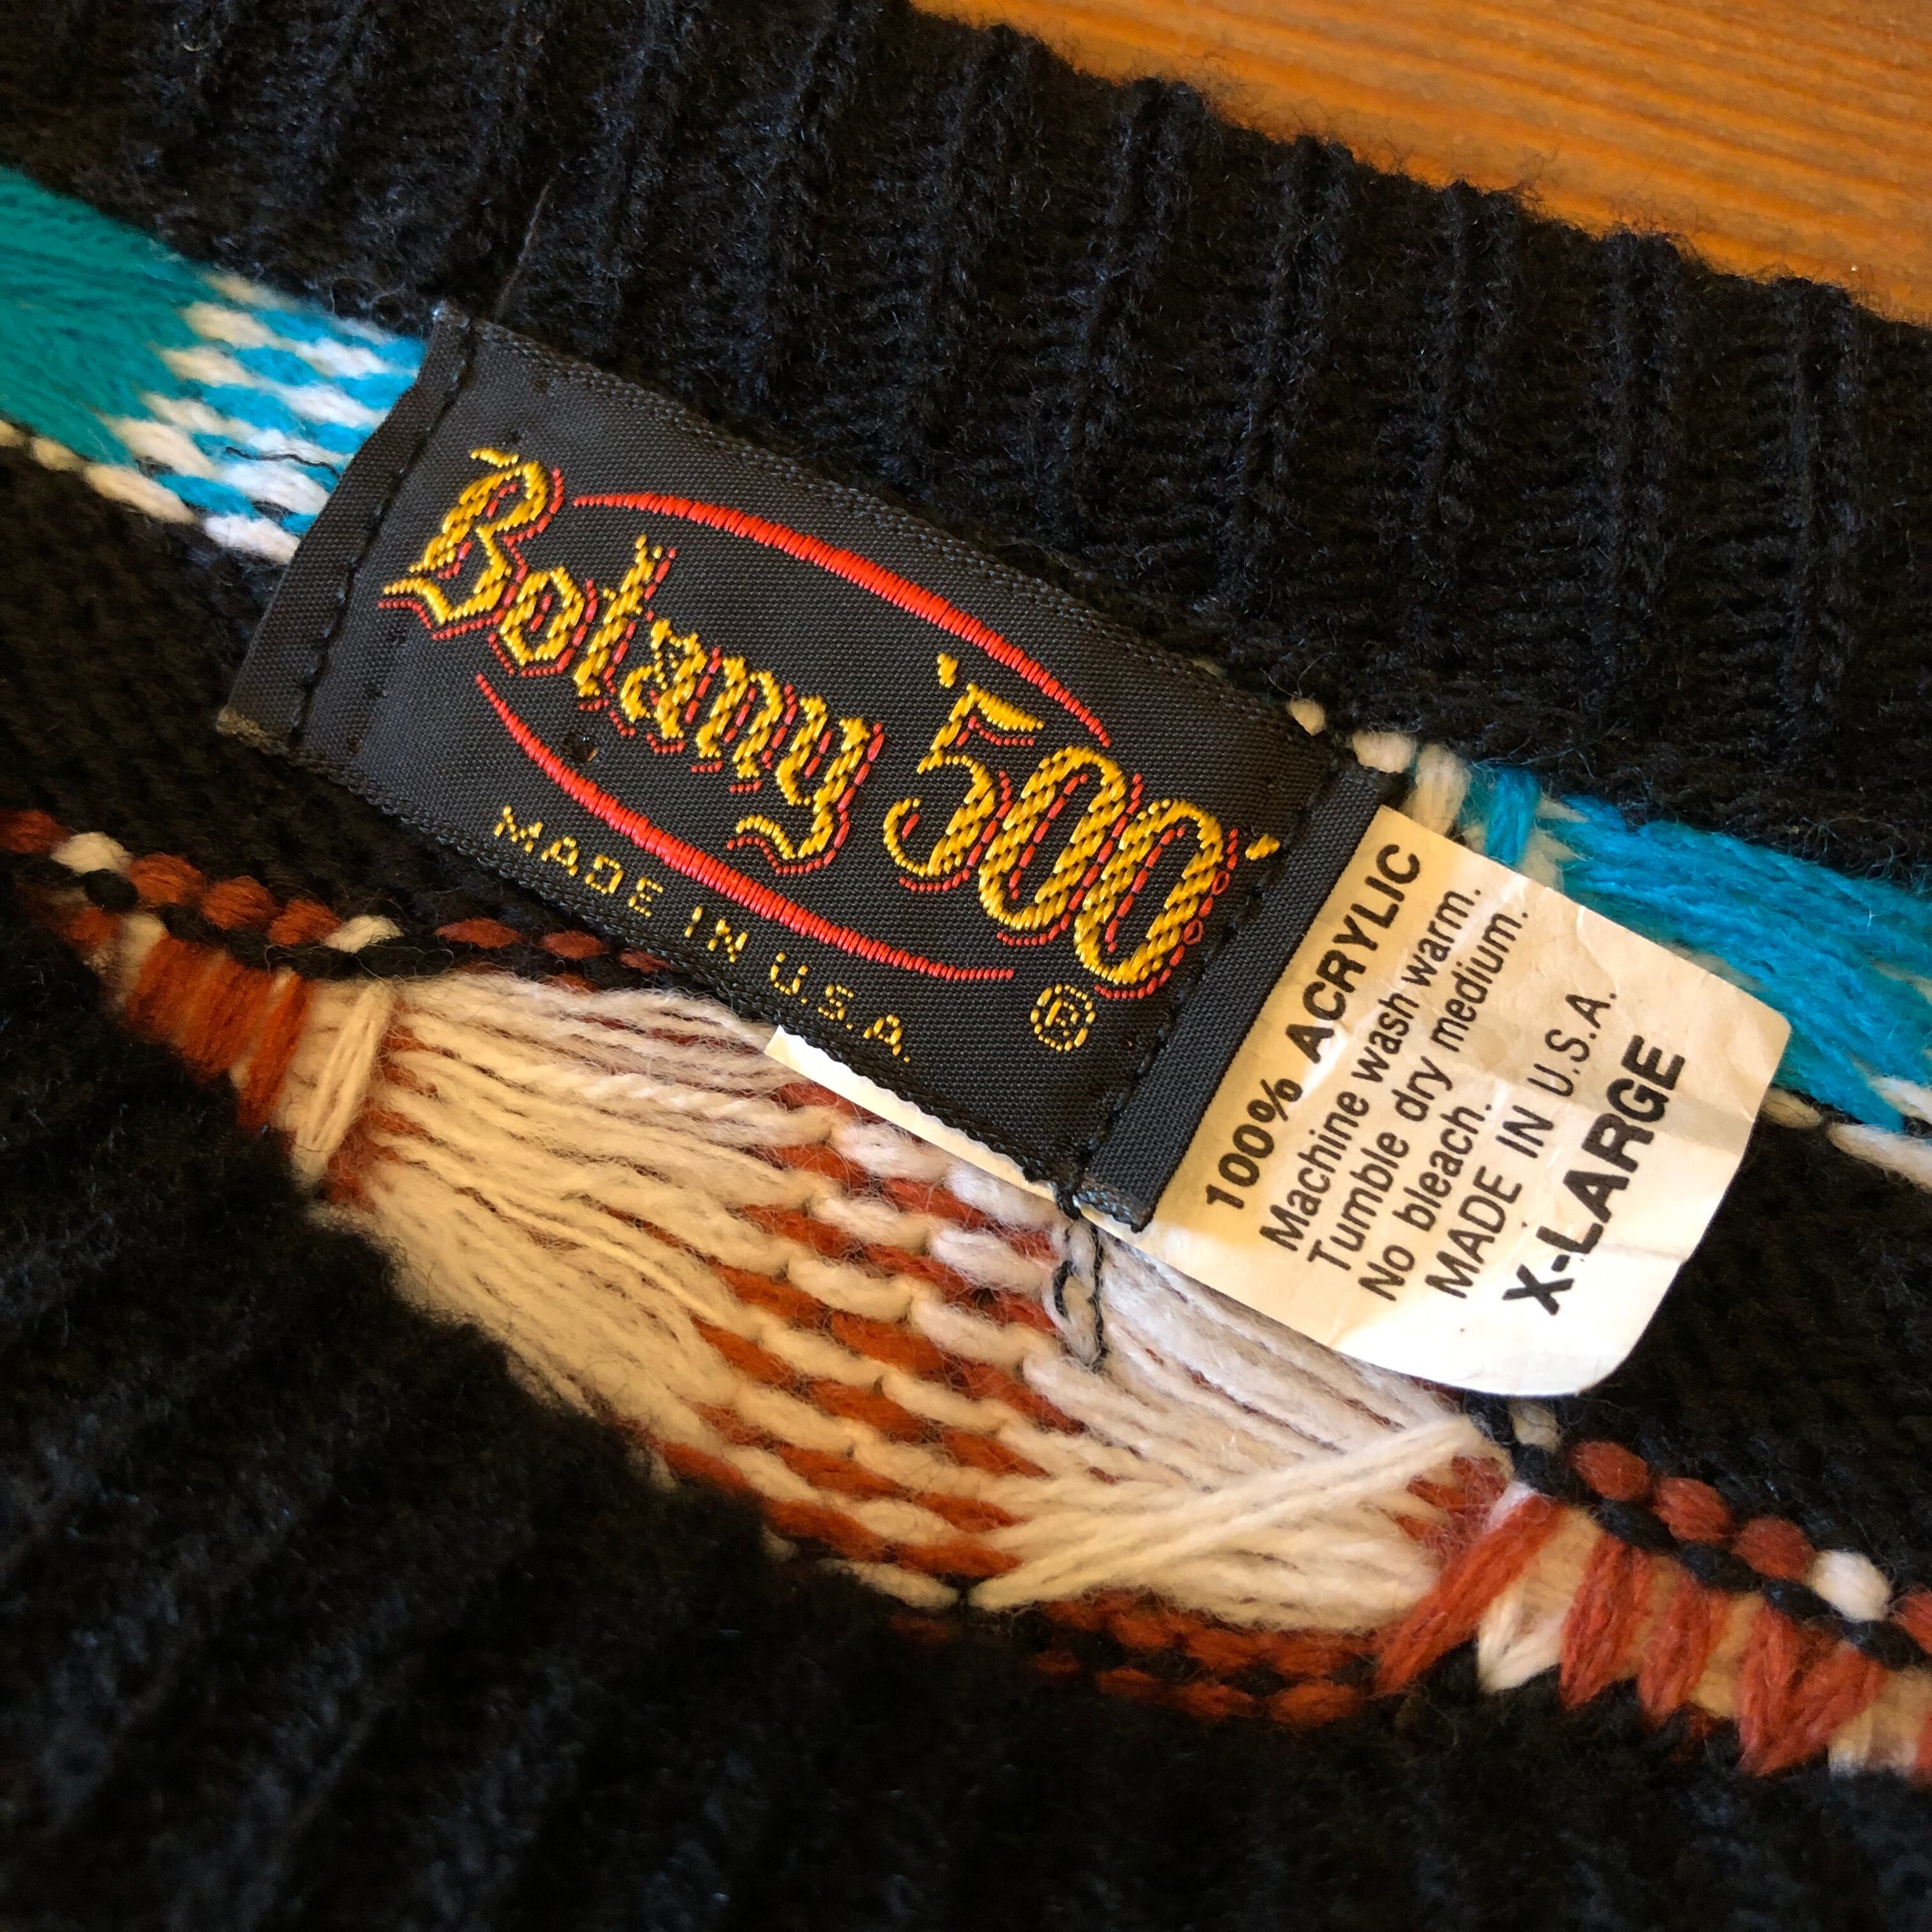 Botany '500'
®
MADE IN U.S.A.
100% ACRYLIC
Machine wash warm.
Tumble dry medium.
No bleach.
MADE IN U.S.A.
X-LARGE